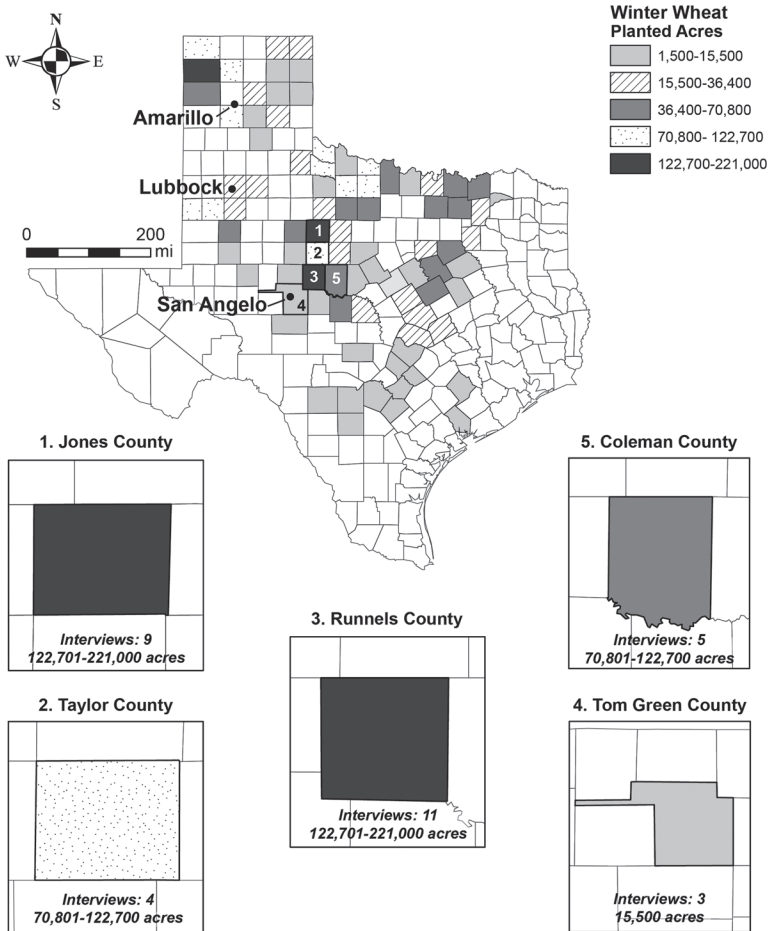 N
W
E
S
Winter Wheat
Planted Acres
1,500-15,500
15,500-36,400
36,400-70,800
70,800- 122,700
122,700-221,000
Amarillo
Lubbock
0
200
mi
San Angelo
1
2
3
5
4
1. Jones County
Interviews: 9
122,701-221,000 acres
2. Taylor County
Interviews: 4
70,801-122,700 acres
3. Runnels County
Interviews: 11
122,701-221,000 acres
5. Coleman County
Interviews: 5
70,801-122,700 acres
4. Tom Green County
Interviews: 3
15,500 acres